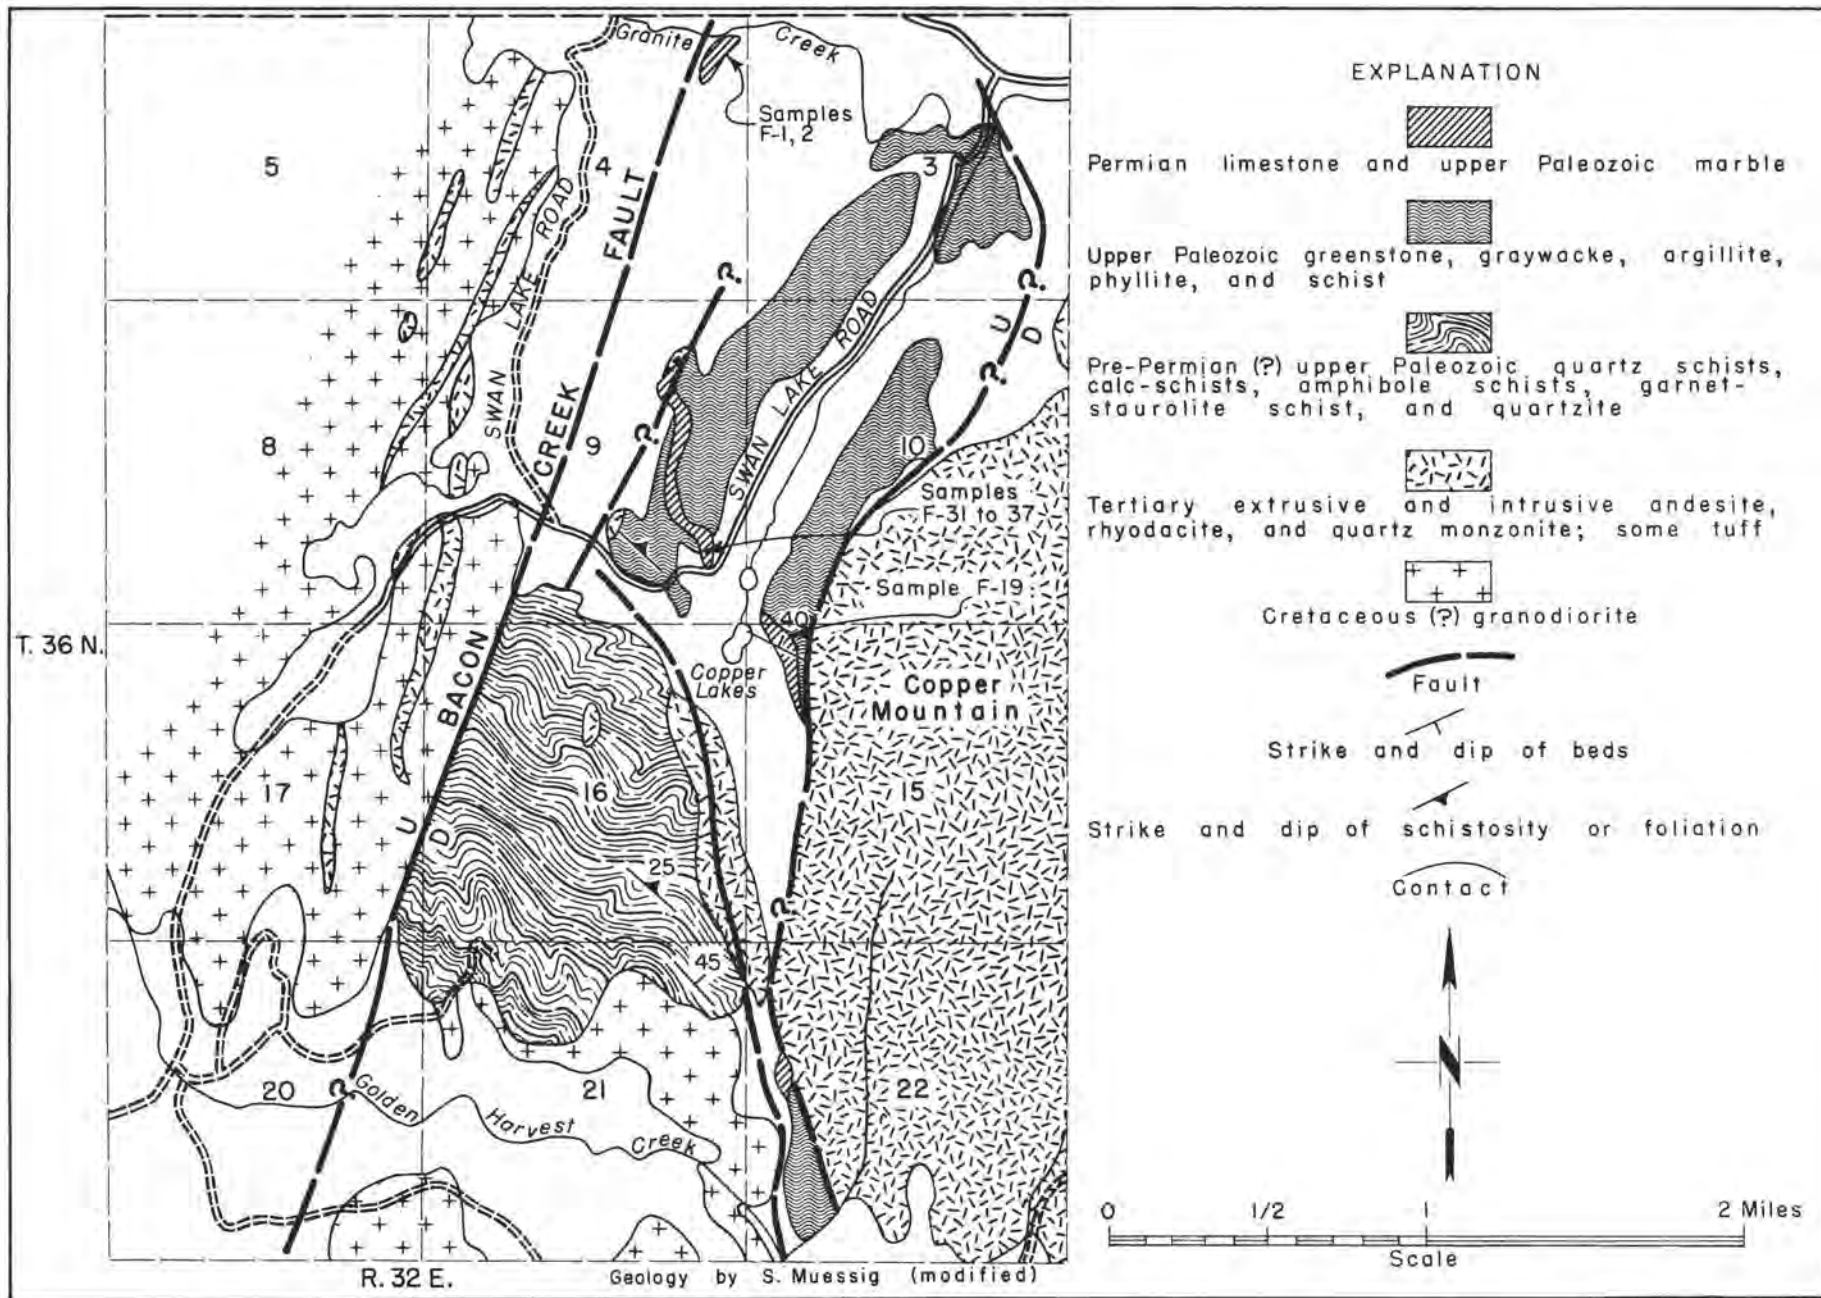 Granite Creek
Samples
F-1, 2
5
4
3
SWAN LAKE ROAD
BACON CREEK FAULT
?
?
?
?
U
D
SWAN LAKE ROAD
8
9
10
Samples
F-31 to 37
Sample F-19
40
T. 36 N.
Copper
Lakes
Copper
Mountain
17
U
D
16
15
25
?
45
20
?
Golden Harvest Creek
21
22
R. 32 E.
Geology by S. Muessig (modified)
EXPLANATION
Permian limestone and upper Paleozoic marble
Upper Paleozoic greenstone, graywacke, argillite,
phyllite, and schist
Pre-Permian (?) upper Paleozoic quartz schists,
calc-schists, amphibole schists, garnet-
staurolite schist, and quartzite
Tertiary extrusive and intrusive andesite,
rhyodacite, and quartz monzonite; some tuff
Cretaceous (?) granodiorite
Fault
Strike and dip of beds
Strike and dip of schistosity or foliation
Contact
N
0 1/2 1 2 Miles
Scale